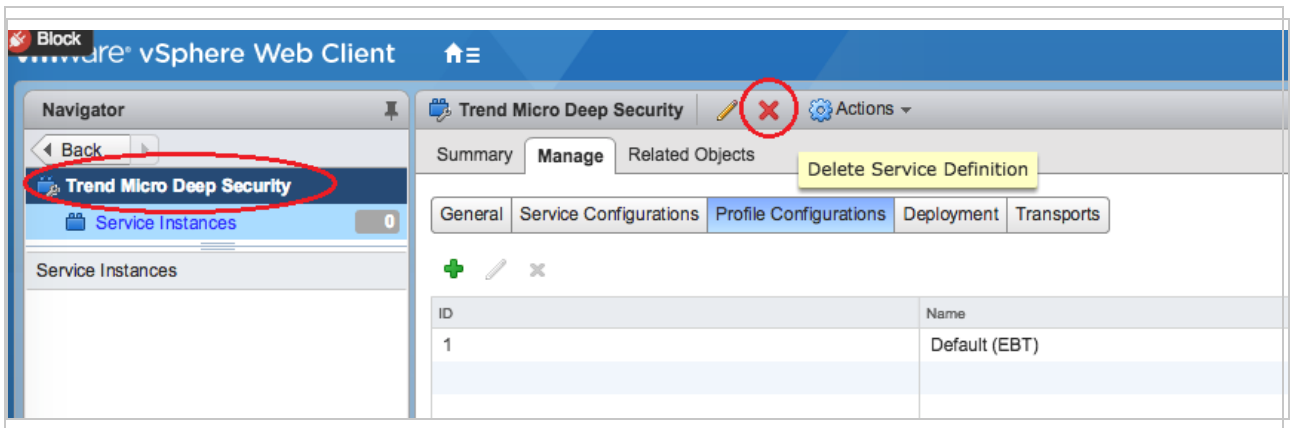 Block
vmware® vSphere Web Client
Navigator
Trend Micro Deep Security
Actions
Back
Summary Manage Related Objects
Delete Service Definition
Trend Micro Deep Security
Service Instances 0
General Service Configurations Profile Configurations Deployment Transports
Service Instances
ID Name
1 Default (EBT)